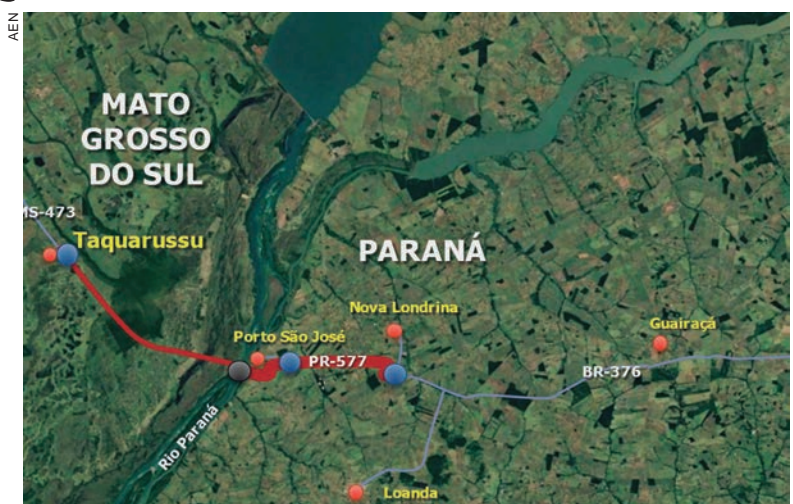 AEN
MATO
GROSSO
DO SUL
MS-473
Taquarussu
PARANÁ
Nova Londrina
Guairaçá
Porto São José
PR-577
BR-376
Rio Paraná
Loanda